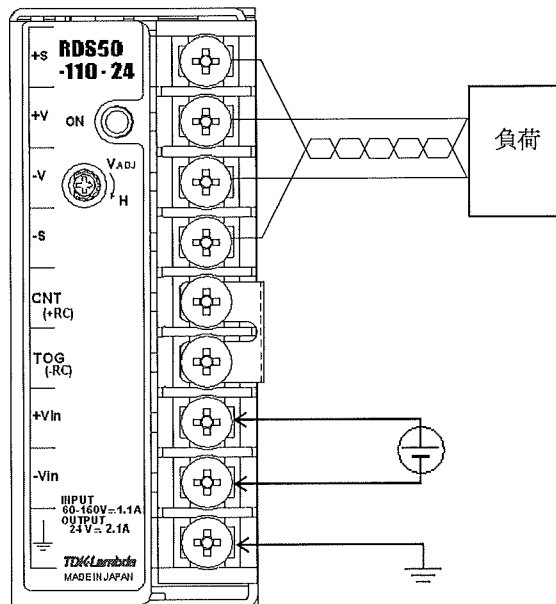 +S
RDS50
-110-24
+V
ON
VADJ
-V
H
-S
CNT
(+RC)
TOG
(-RC)
+Vin
-Vin
INPUT
60-160V⎓1.1A
OUTPUT
24V⎓2.1A
TDK-Lambda
MADE IN JAPAN
負荷